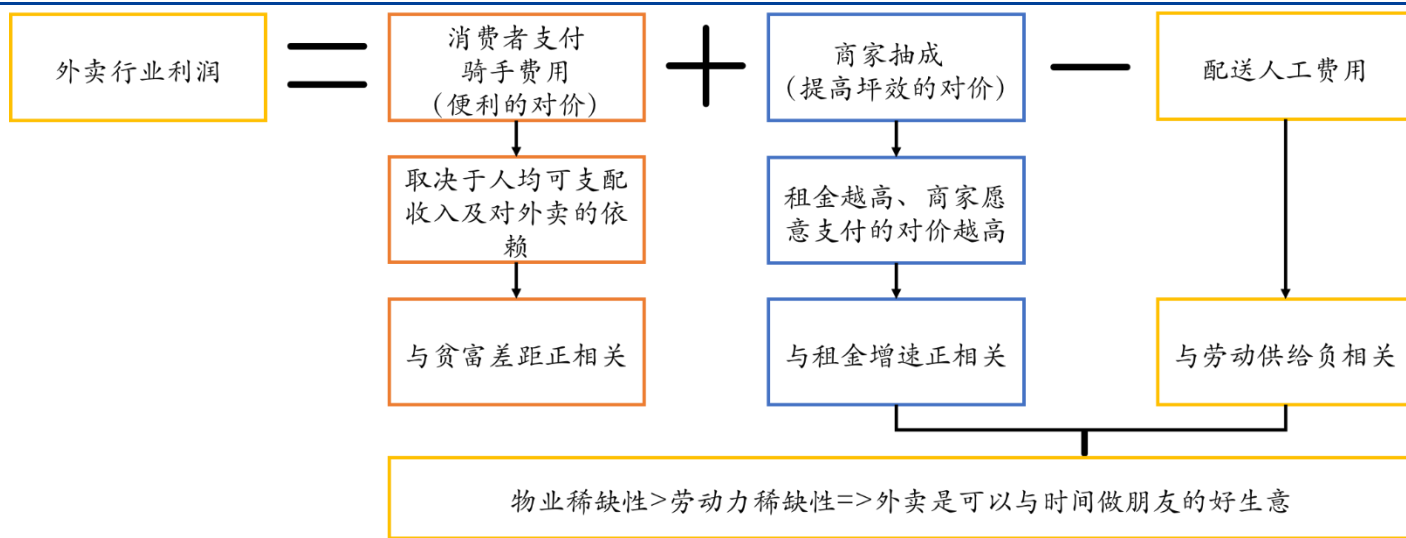 外卖行业利润
消费者支付
骑手费用
(便利的对价)
商家抽成
(提高坪效的对价)
配送人工费用
取决于人均可支配
收入及对外卖的依
赖
租金越高、商家愿
意支付的对价越高
与贫富差距正相关
与租金增速正相关
与劳动供给负相关
物业稀缺性>劳动力稀缺性=>外卖是可以与时间做朋友的好生意